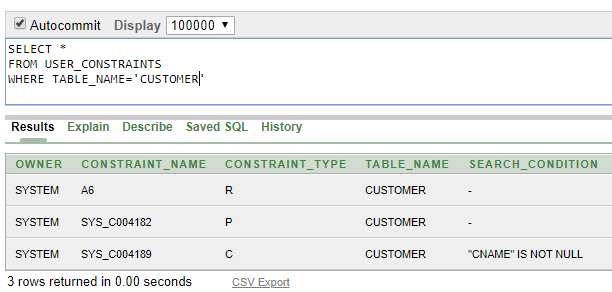 Autocommit Display 100000
SELECT *
FROM USER_CONSTRAINTS
WHERE TABLE_NAME='CUSTOMER'
Results Explain Describe Saved SQL History
OWNER CONSTRAINT_NAME CONSTRAINT_TYPE TABLE_NAME SEARCH_CONDITION
SYSTEM A6 R CUSTOMER -
SYSTEM SYS_C004182 P CUSTOMER -
SYSTEM SYS_C004189 C CUSTOMER "CNAME" IS NOT NULL
3 rows returned in 0.00 seconds CSV Export